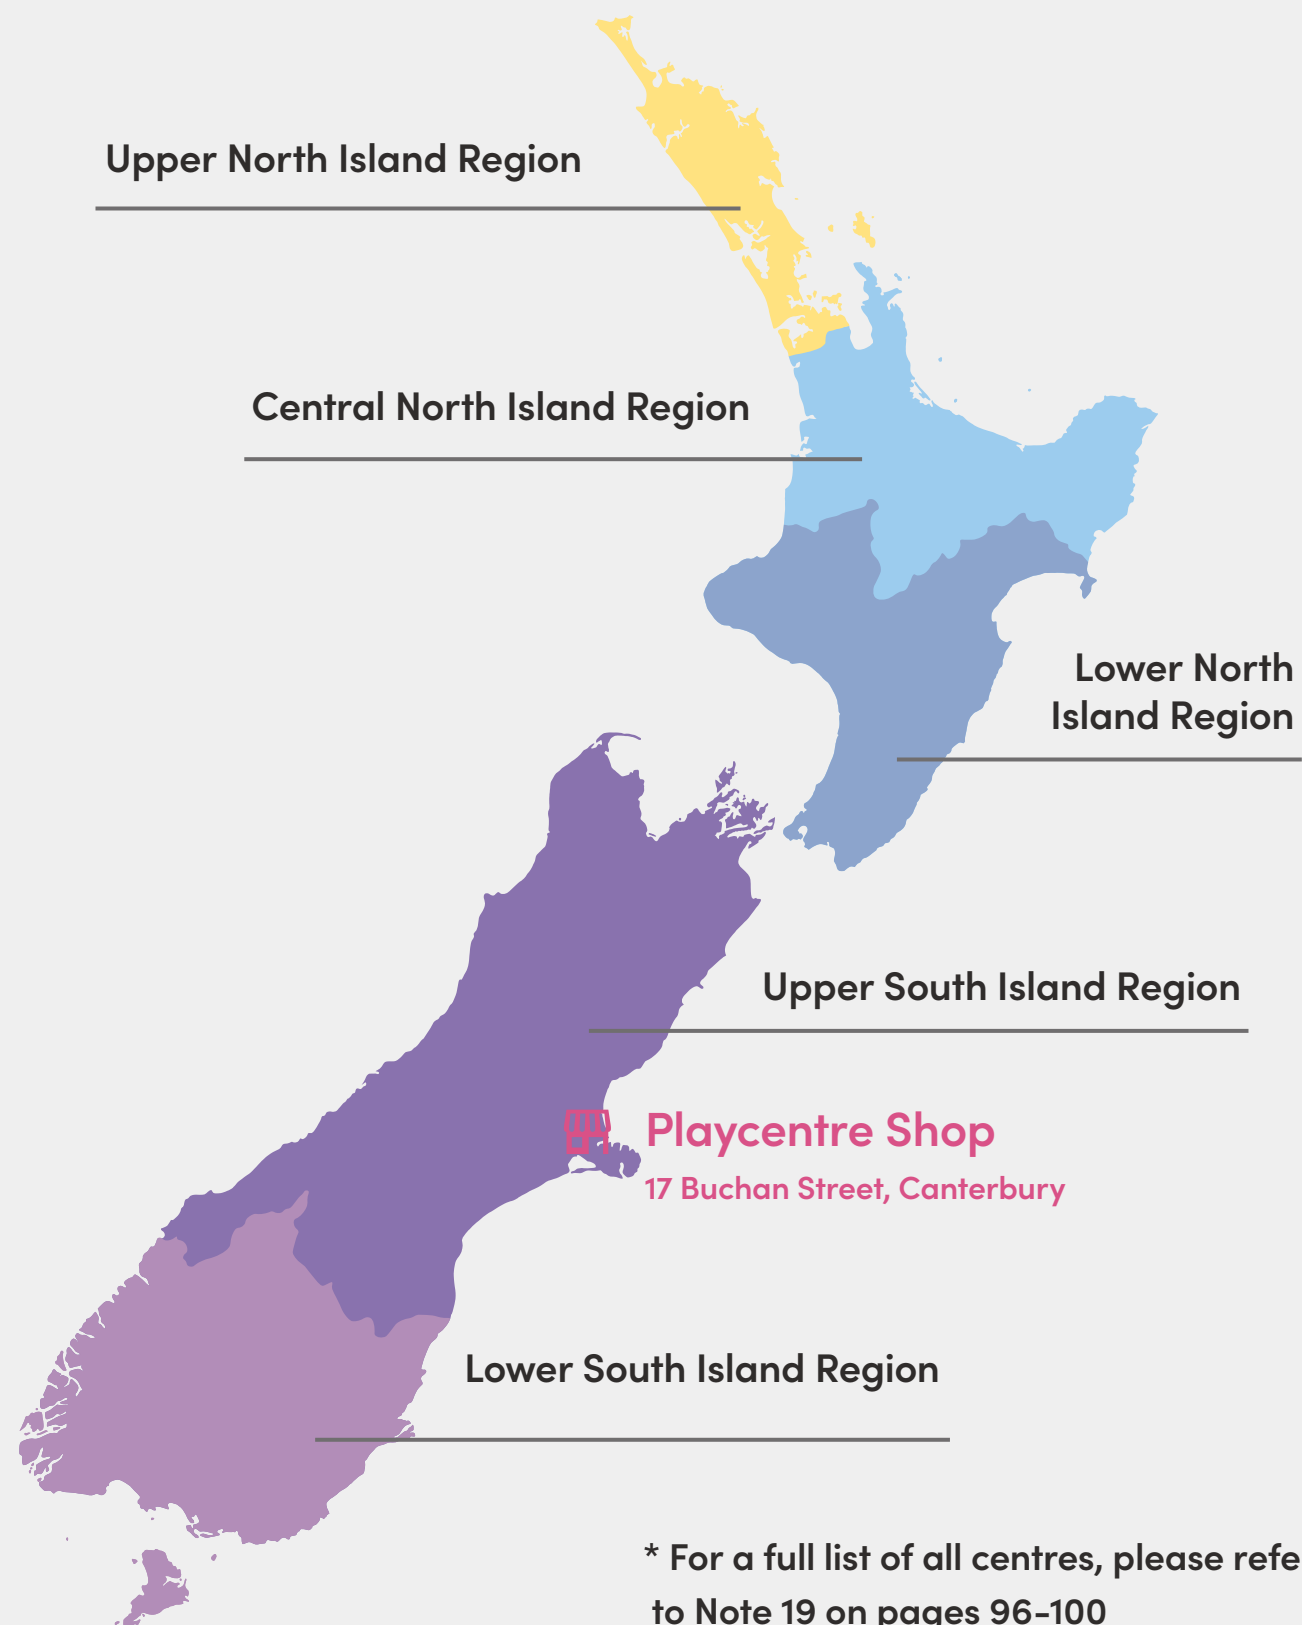 Upper North Island Region
Central North Island Region
Lower North
Island Region
Upper South Island Region
Playcentre Shop
17 Buchan Street, Canterbury
Lower South Island Region
* For a full list of all centres, please refe
to Note 19 on pages 96-100